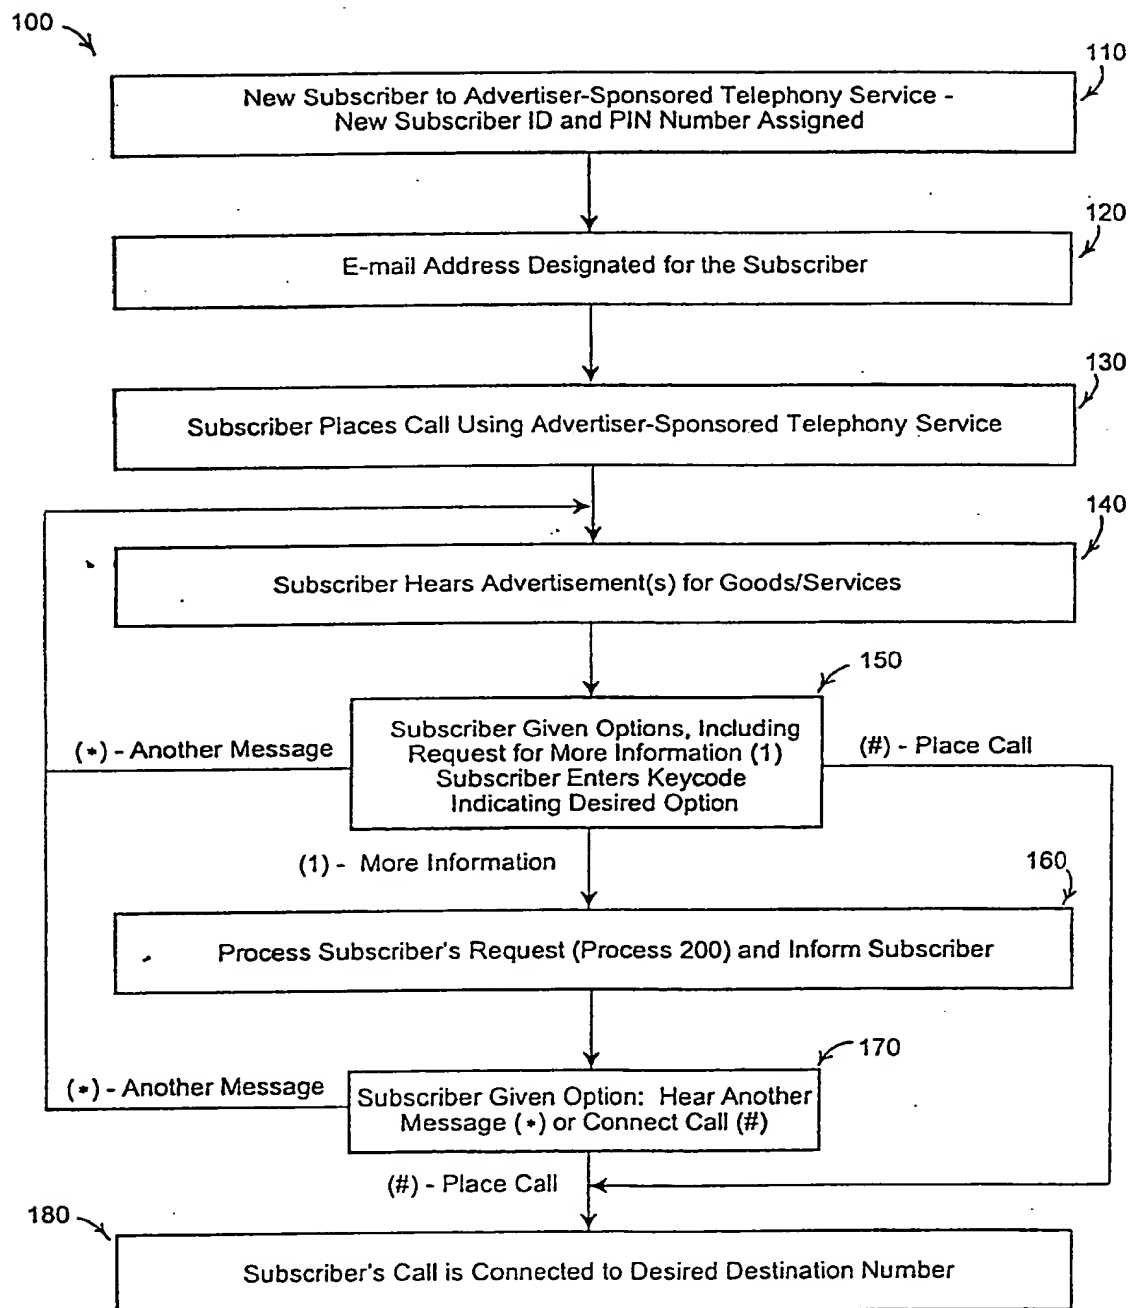 100
110
New Subscriber to Advertiser-Sponsored Telephony Service -
New Subscriber ID and PIN Number Assigned
120
E-mail Address Designated for the Subscriber
130
Subscriber Places Call Using Advertiser-Sponsored Telephony Service
140
Subscriber Hears Advertisement(s) for Goods/Services
150
Subscriber Given Options, Including
Request for More Information (1)
Subscriber Enters Keycode
Indicating Desired Option
(*) - Another Message
(#) - Place Call
(1) - More Information
160
Process Subscriber's Request (Process 200) and Inform Subscriber
170
(*) - Another Message
Subscriber Given Option: Hear Another
Message (*) or Connect Call (#)
(#) - Place Call
180
Subscriber's Call is Connected to Desired Destination Number